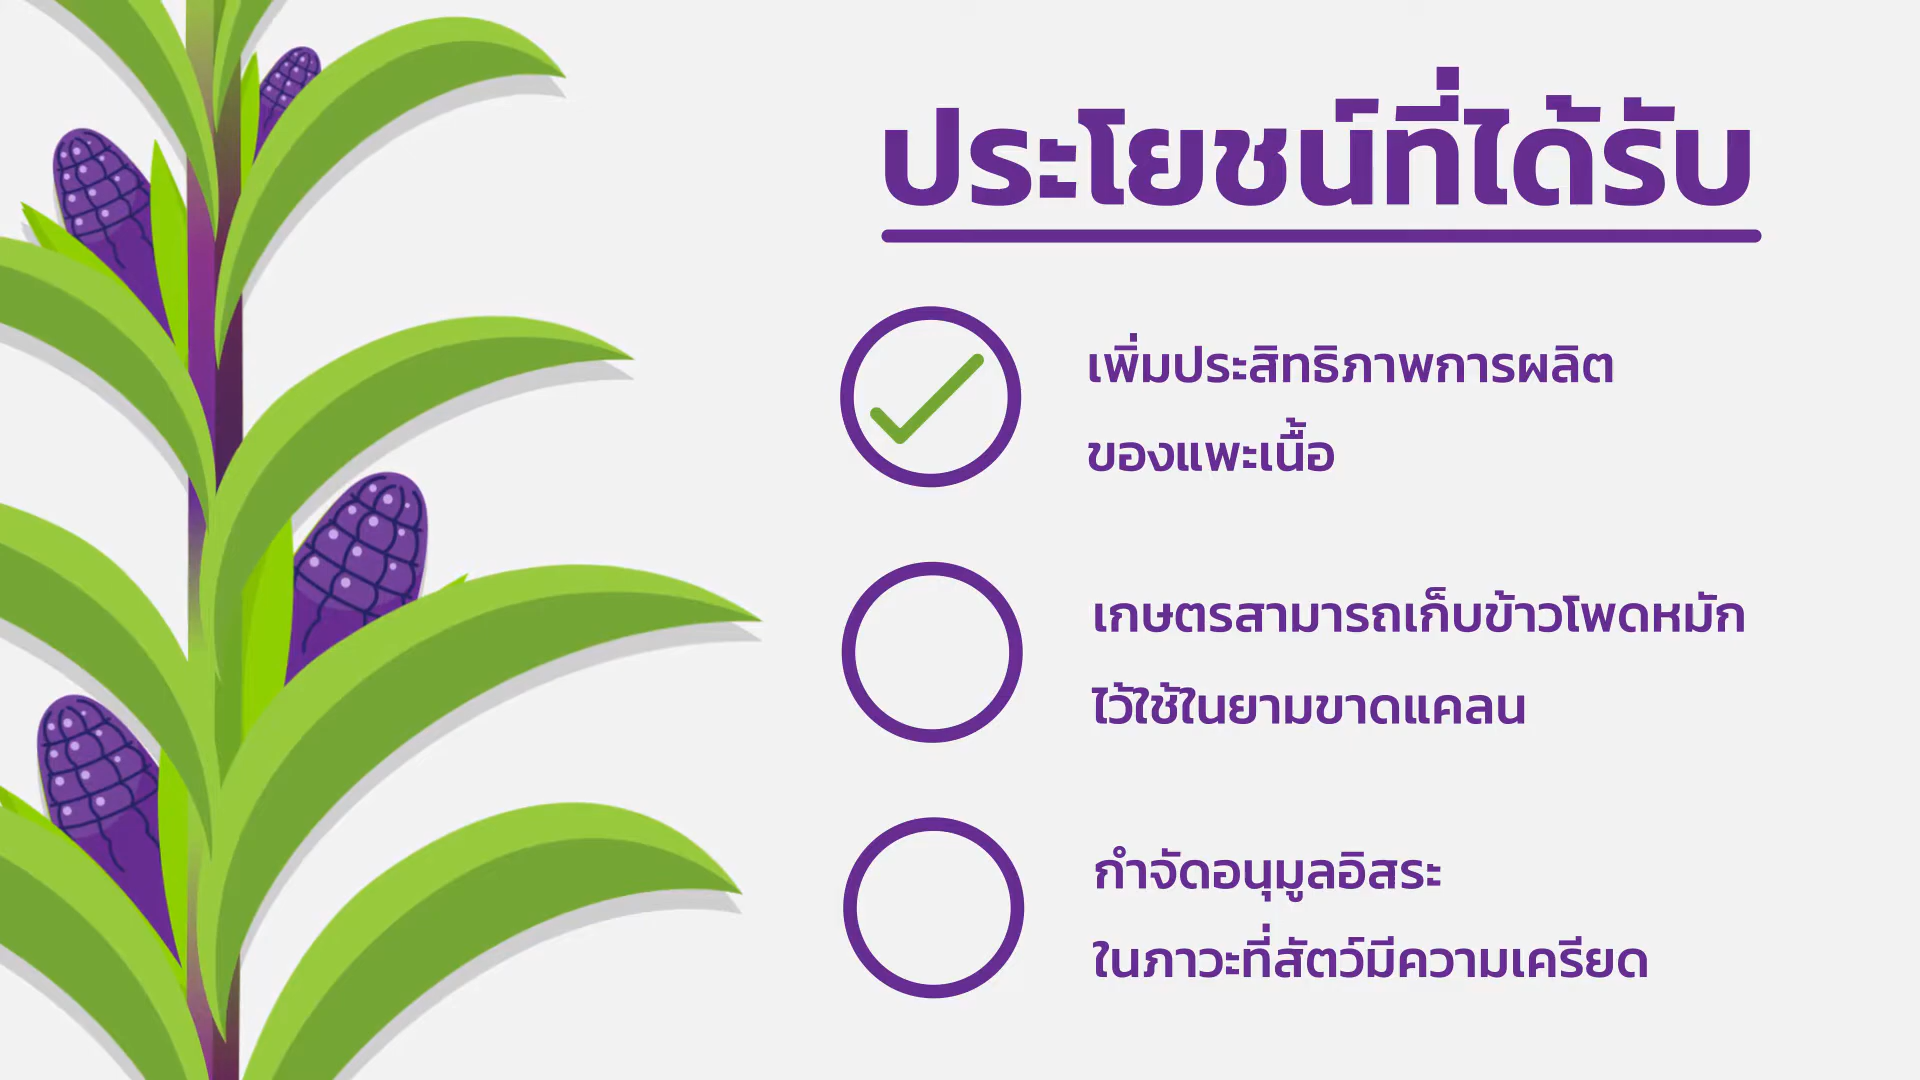 ประโยชน์ที่ได้รับ
เพิ่มประสิทธิภาพการผลิต
ของแพะเนื้อ
เกษตรสามารถเก็บข้าวโพดหมัก
ไว้ใช้ในยามขาดแคลน
กำจัดอนุมูลอิสระ
ในภาวะที่สัตว์มีความเครียด